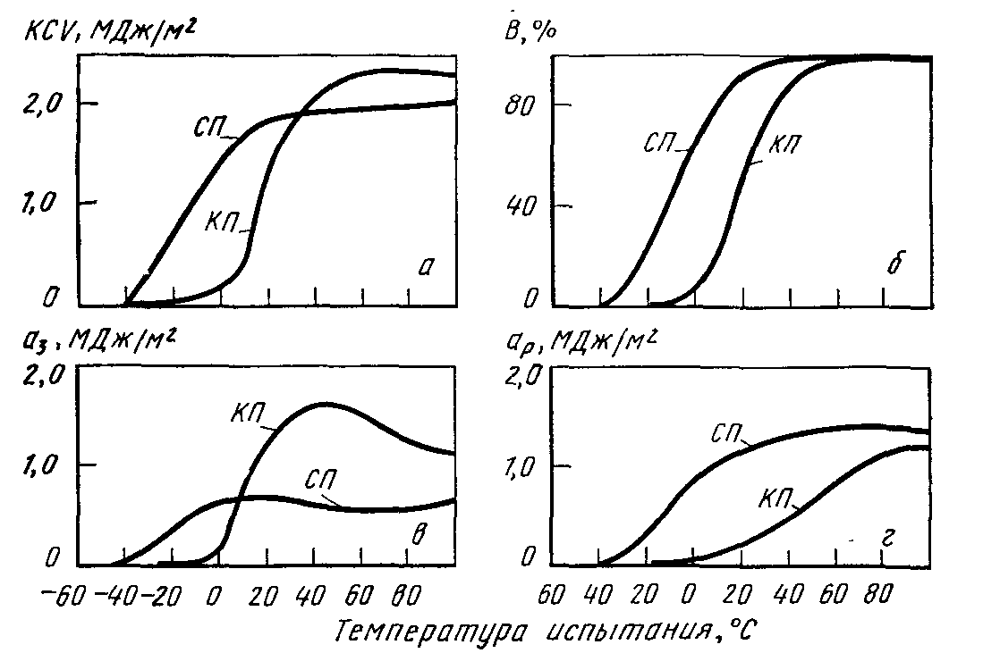 KCV, МДж/м²
В, %
2,0
1,0
0
СП
КП
а
80
40
0
СП
КП
б
а₃, МДж/м²
2,0
1,0
0
КП
СП
в
-60 -40 -20 0 20 40 60 80
аₚ, МДж/м²
2,0
1,0
0
СП
КП
г
60 40 20 0 20 40 60 80
Температура испытания, °С